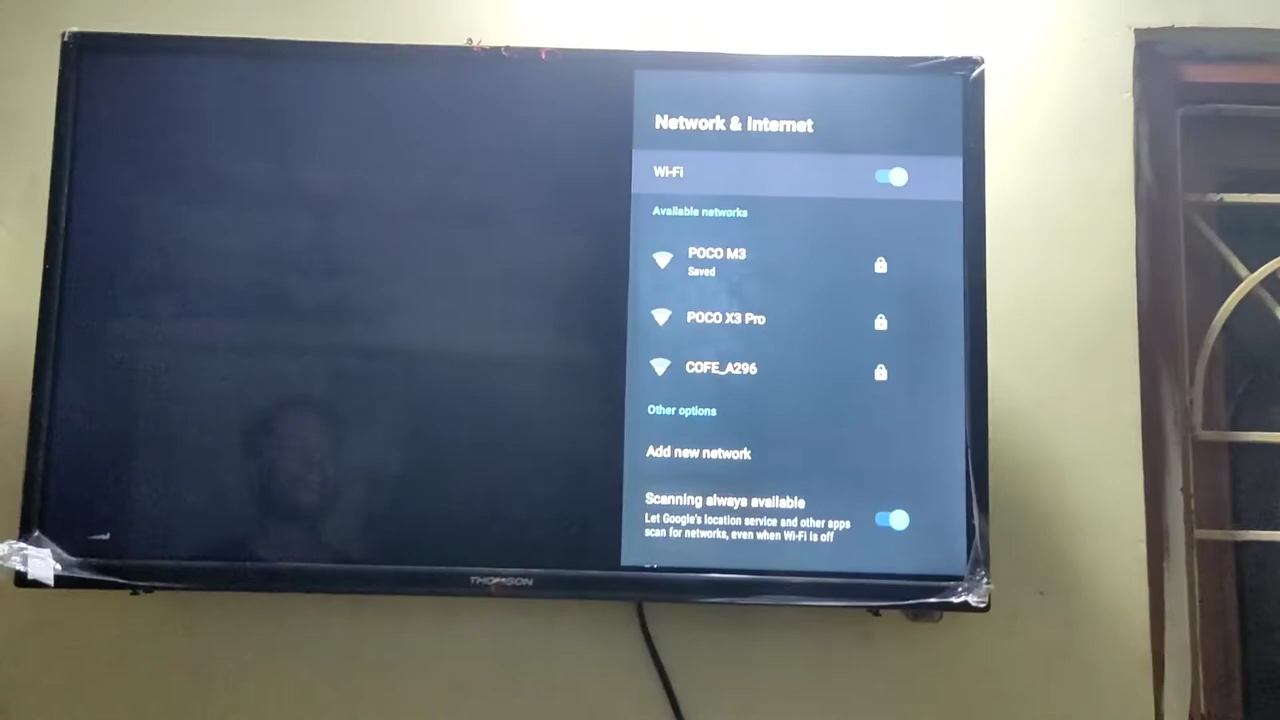 Network & Internet
Wi-Fi
Available networks
POCO M3
Saved
POCO X3 Pro
COFE_A296
Other options
Add new network
Scanning always available
Let Google's location service and other apps
scan for networks, even when Wi-Fi is off
THOMSON